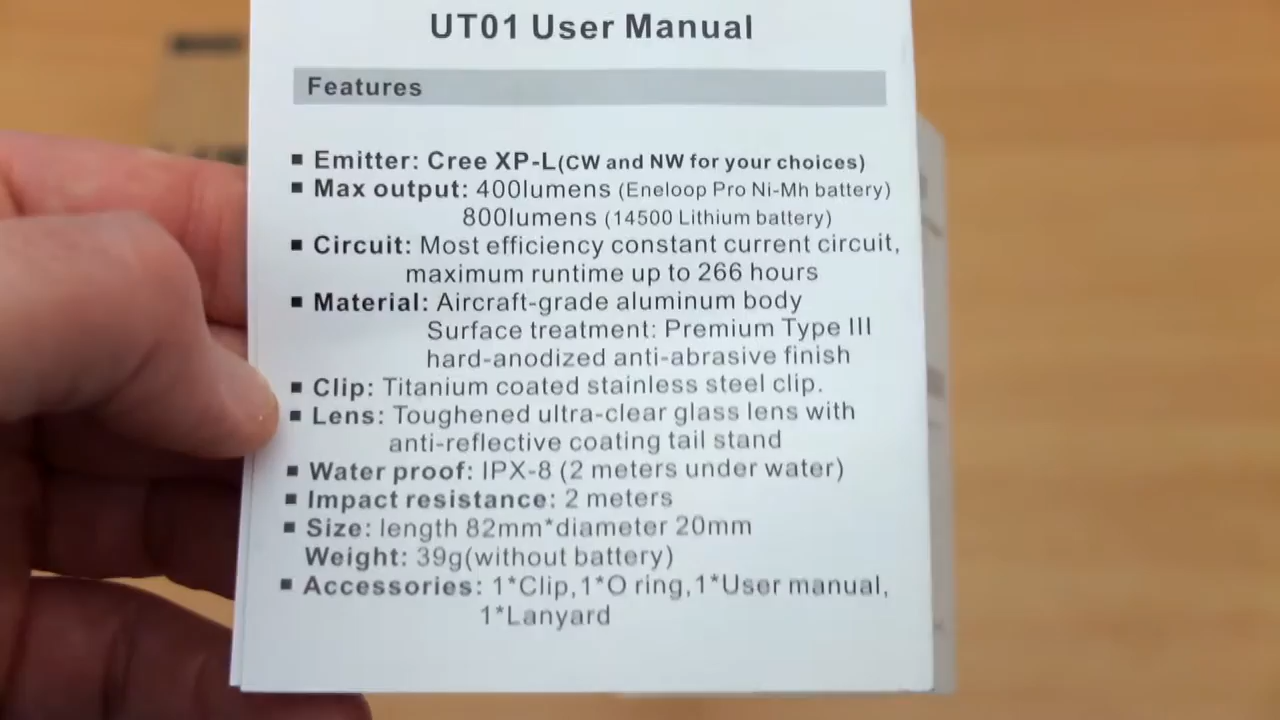 UT01 User Manual
Features
■ Emitter: Cree XP-L(CW and NW for your choices)
■ Max output: 400lumens (Eneloop Pro Ni-Mh battery)
800lumens (14500 Lithium battery)
■ Circuit: Most efficiency constant current circuit,
maximum runtime up to 266 hours
■ Material: Aircraft-grade aluminum body
Surface treatment: Premium Type III
hard-anodized anti-abrasive finish
■ Clip: Titanium coated stainless steel clip.
■ Lens: Toughened ultra-clear glass lens with
anti-reflective coating tail stand
■ Water proof: IPX-8 (2 meters under water)
■ Impact resistance: 2 meters
■ Size: length 82mm*diameter 20mm
Weight: 39g(without battery)
■ Accessories: 1*Clip,1*O ring,1*User manual,
1*Lanyard